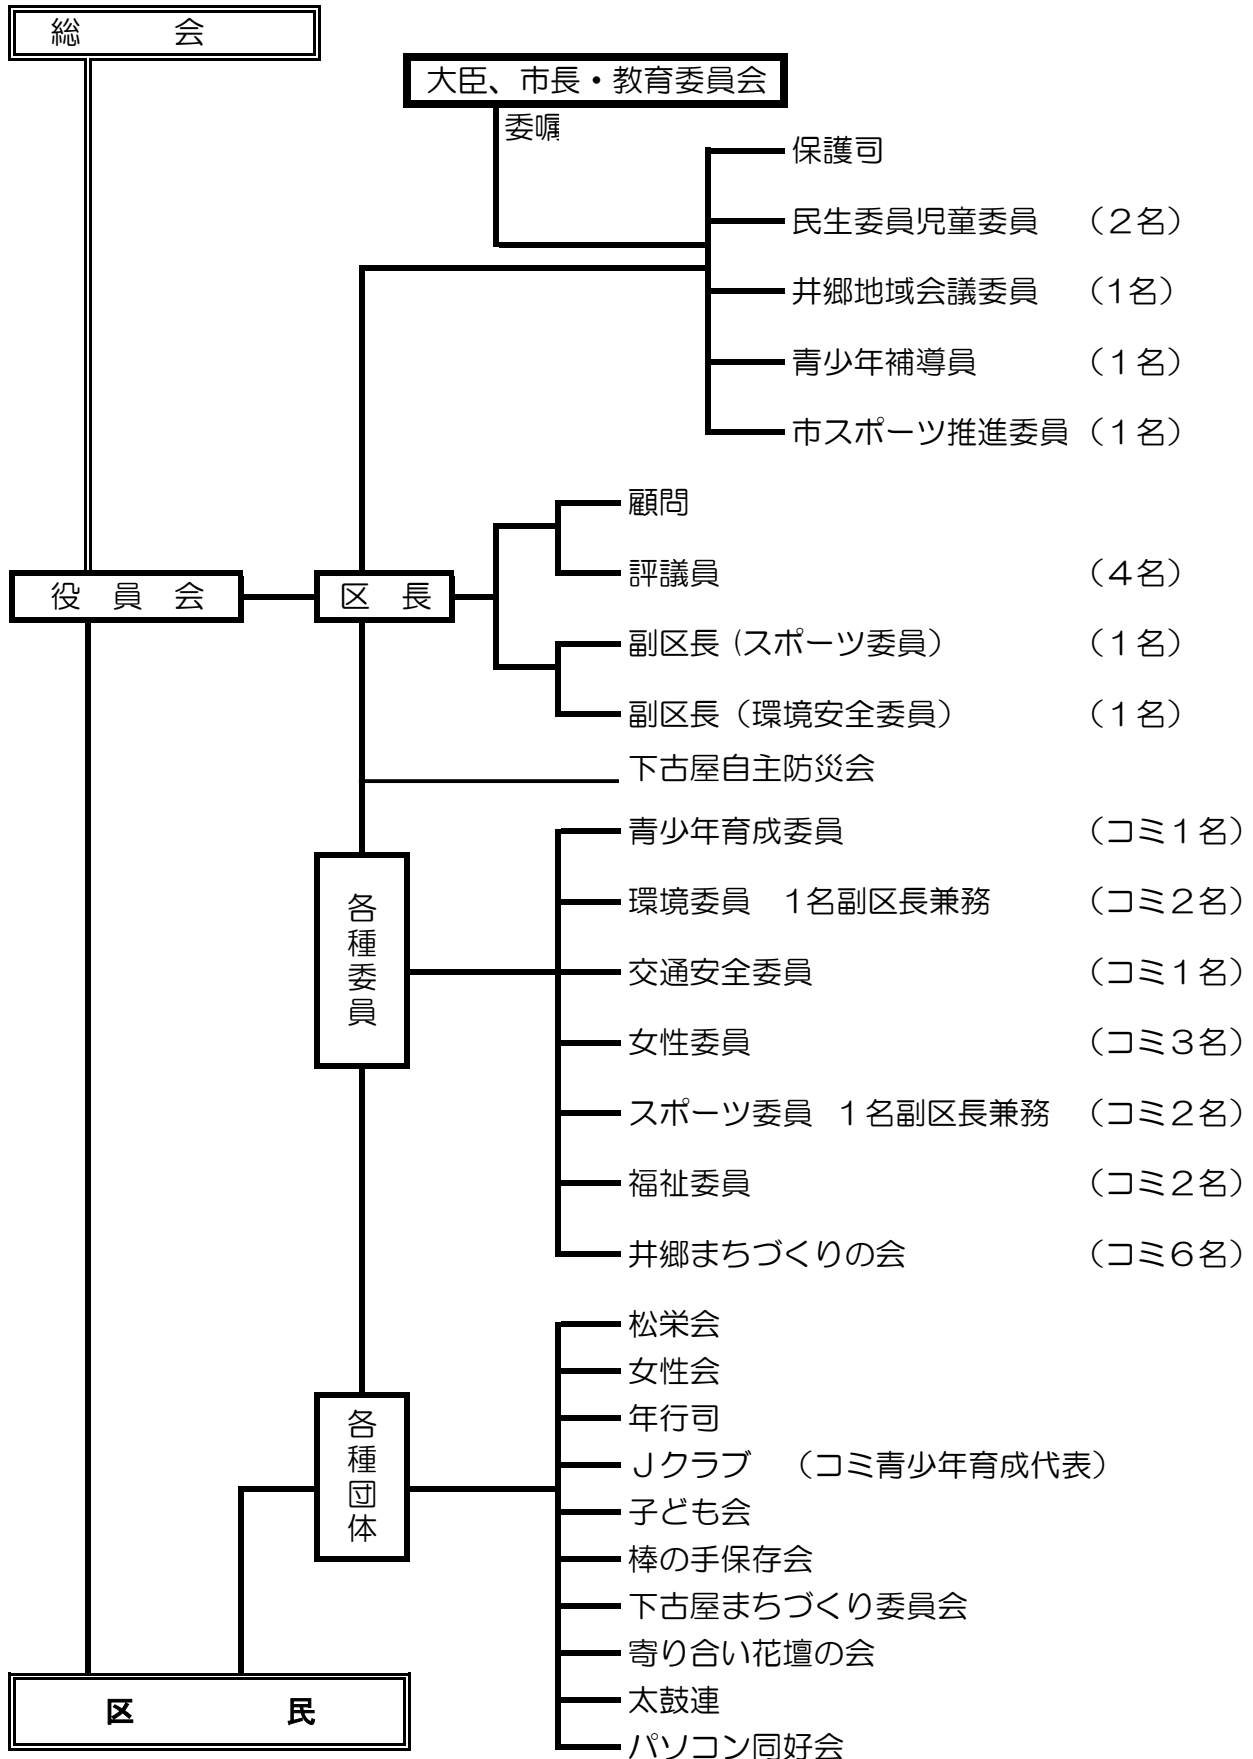 総　会
大臣、市長・教育委員会
委嘱
保護司
民生委員児童委員　（２名）
井郷地域会議委員　（1名）
青少年補導員　（１名）
市スポーツ推進委員（１名）
顧問
評議員　（４名）
役　員　会
区　長
副区長（スポーツ委員）　（１名）
副区長（環境安全委員）　（１名）
下古屋自主防災会
各種委員
青少年育成委員　（コミ１名）
環境委員　1名副区長兼務　（コミ２名）
交通安全委員　（コミ１名）
女性委員　（コミ３名）
スポーツ委員　１名副区長兼務　（コミ２名）
福祉委員　（コミ２名）
井郷まちづくりの会　（コミ６名）
各種団体
松栄会
女性会
年行司
Ｊクラブ　（コミ青少年育成代表）
子ども会
棒の手保存会
下古屋まちづくり委員会
寄り合い花壇の会
太鼓連
パソコン同好会
区　民